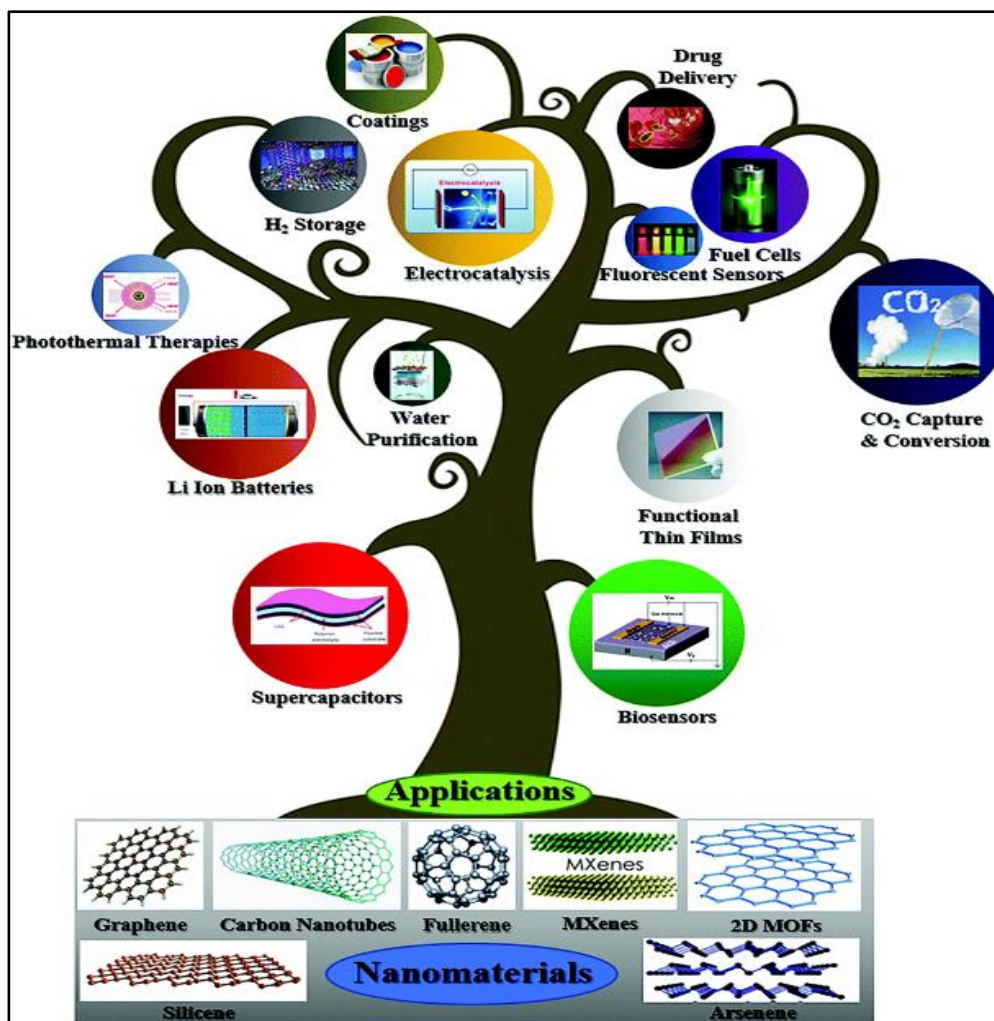 Coatings
Drug
Delivery
H₂ Storage
Electrocatalysis
Electrocatalysis
Fuel Cells
Fluorescent Sensors
CO₂
Photothermal Therapies
Water
Purification
CO₂ Capture
& Conversion
Li Ion Batteries
Functional
Thin Films
Supercapacitors
Biosensors
Applications
MXenes
Graphene
Carbon Nanotubes
Fullerene
MXenes
2D MOFs
Nanomaterials
Silicene
Arsenene